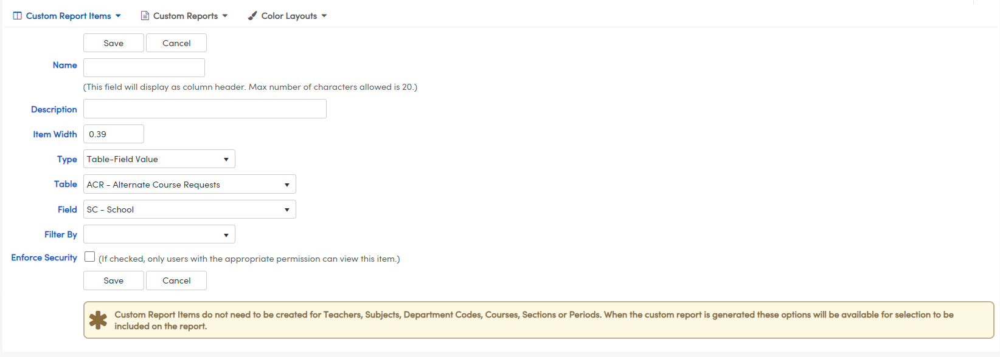 Custom Report Items Custom Reports Color Layouts
Save Cancel
Name
(This field will display as column header. Max number of characters allowed is 20.)
Description
Item Width 0.39
Type Table-Field Value
Table ACR - Alternate Course Requests
Field SC - School
Filter By
Enforce Security (If checked, only users with the appropriate permission can view this item.)
Save Cancel
Custom Report Items do not need to be created for Teachers, Subjects, Department Codes, Courses, Sections or Periods. When the custom report is generated these options will be available for selection to be
included on the report.